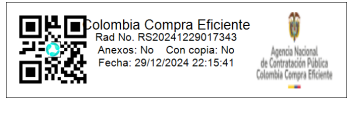 Colombia Compra Eficiente
Rad No. RS20241229017343
Anexos: No Con copia: No
Fecha: 29/12/2024 22:15:41
Agencia Nacional
de Contratación Pública
Colombia Compra Eficiente